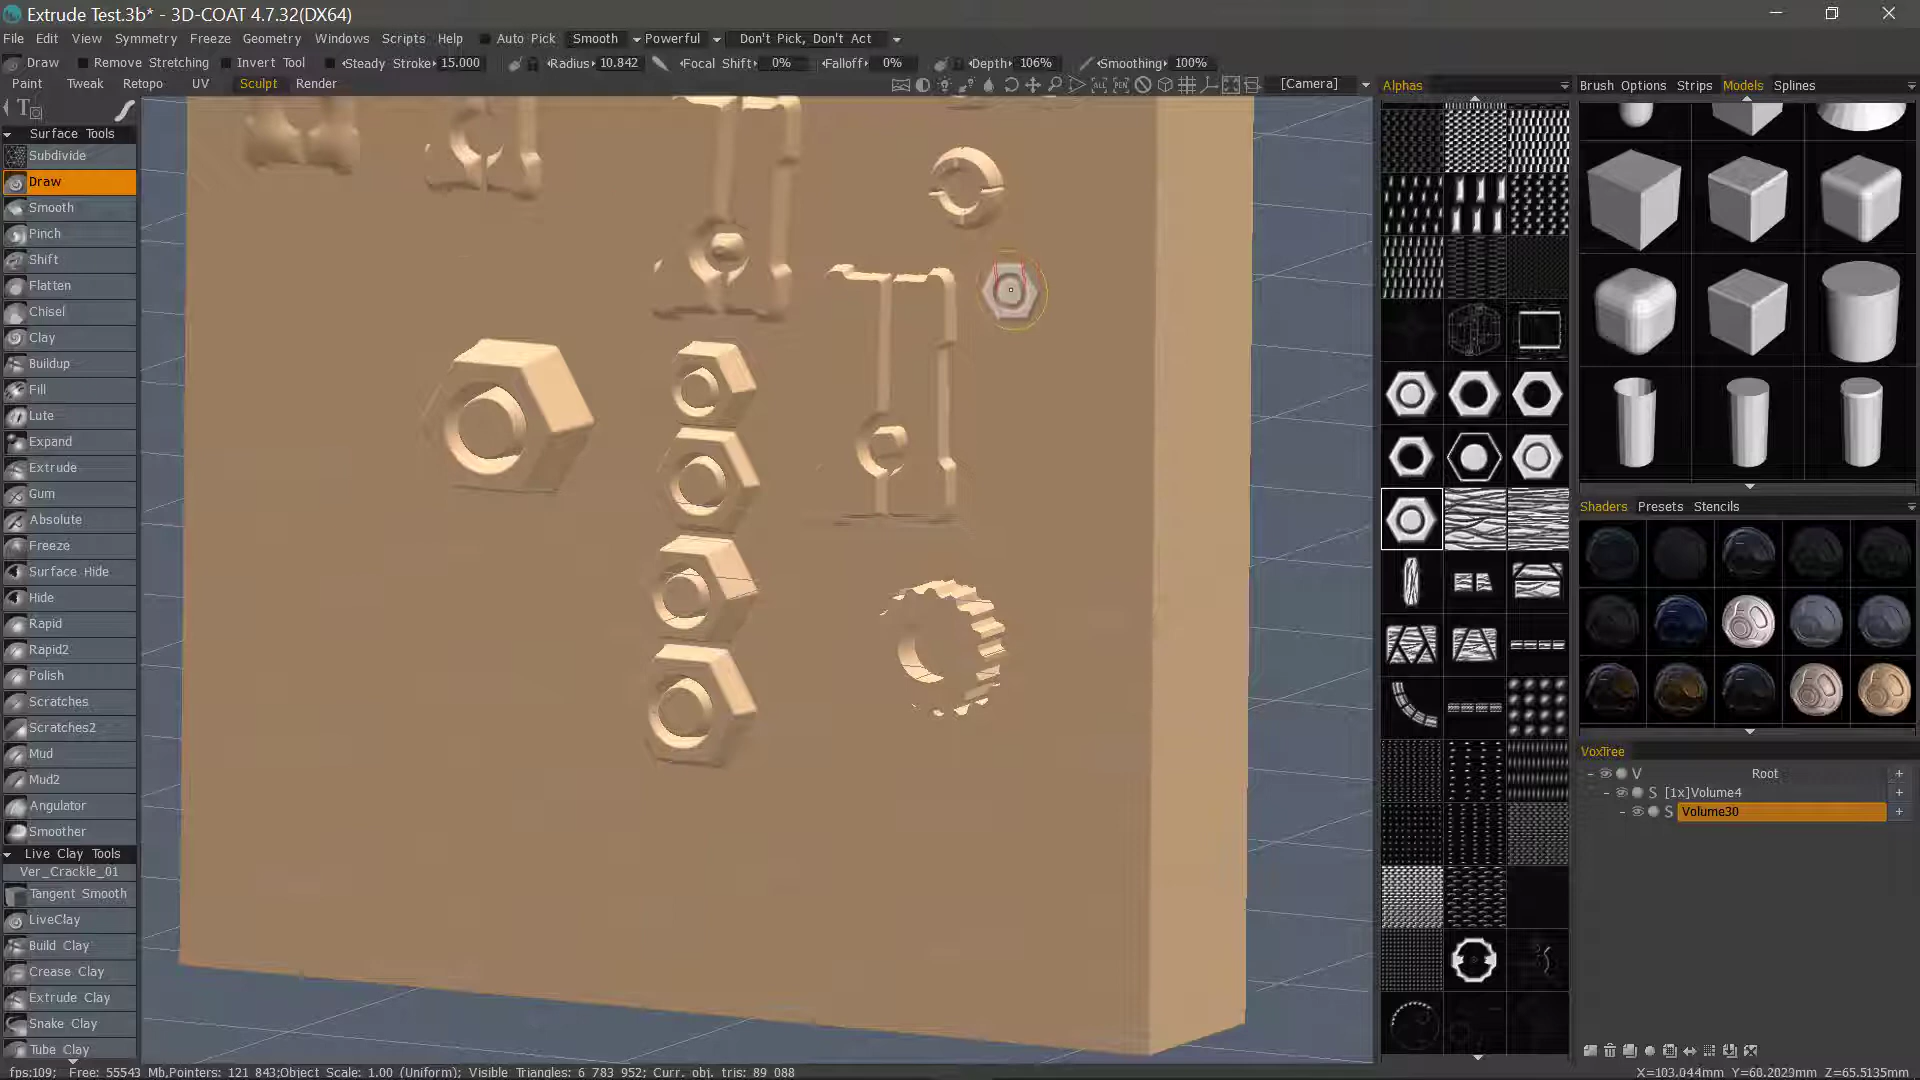 Extrude Test.3b* - 3D-COAT 4.7.32(DX64)
File Edit View Symmetry Freeze Geometry Windows Scripts Help Auto Pick Smooth Powerful Don't Pick, Don't Act
Draw Remove Stretching Invert Tool Steady Stroke 15.000 Radius 10.842 Focal Shift 0% Falloff 0% Depth 106% Smoothing 100%
Paint Tweak Retopo UV Sculpt Render [Camera] Alphas Brush Options Strips Models Splines
Surface Tools
Subdivide
Draw
Smooth
Pinch
Shift
Flatten
Chisel
Clay
Buildup
Fill
Lute
Expand
Extrude
Gum
Absolute
Freeze
Surface Hide
Hide
Rapid
Rapid2
Polish
Scratches
Scratches2
Mud
Mud2
Angulator
Smoother
Live Clay Tools
Ver_Crackle_01
Tangent Smooth
LiveClay
Build Clay
Crease Clay
Extrude Clay
Snake Clay
Tube Clay
Shaders Presets Stencils
VoxTree
V Root +
S [1x]Volume4 +
S Volume30 +
fps:109; Free: 55543 Mb,Pointers: 121 843;Object Scale: 1.00 (Uniform); Visible Triangles: 6 783 952; Curr. obj. tris: 89 088
X=103.044mm Y=60.2023mm Z=65.5135mm